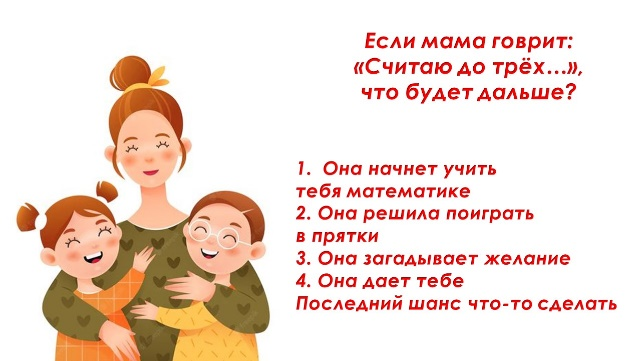 Если мама говрит:
«Считаю до трёх...»,
что будет дальше?
1. Она начнет учить
тебя математике
2. Она решила поиграть
в прятки
3. Она загадывает желание
4. Она дает тебе
Последний шанс что-то сделать